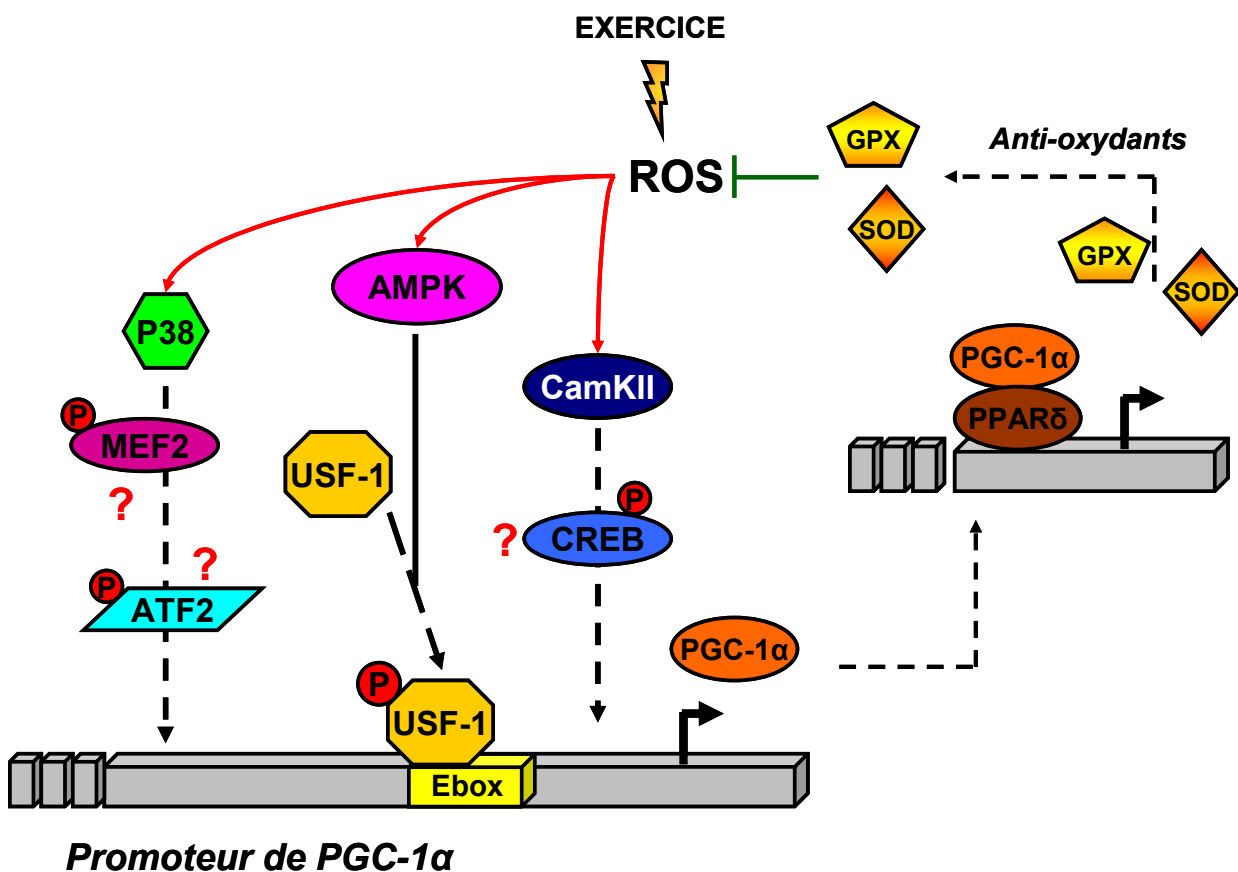 EXERCICE
ROS
GPX
SOD
Anti-oxydants
GPX
SOD
P38
AMPK
CamKII
P
MEF2
?
USF-1
P
CREB
?
?
P
ATF2
PGC-1α
PPARδ
PGC-1α
P
USF-1
Ebox
Promoteur de PGC-1α